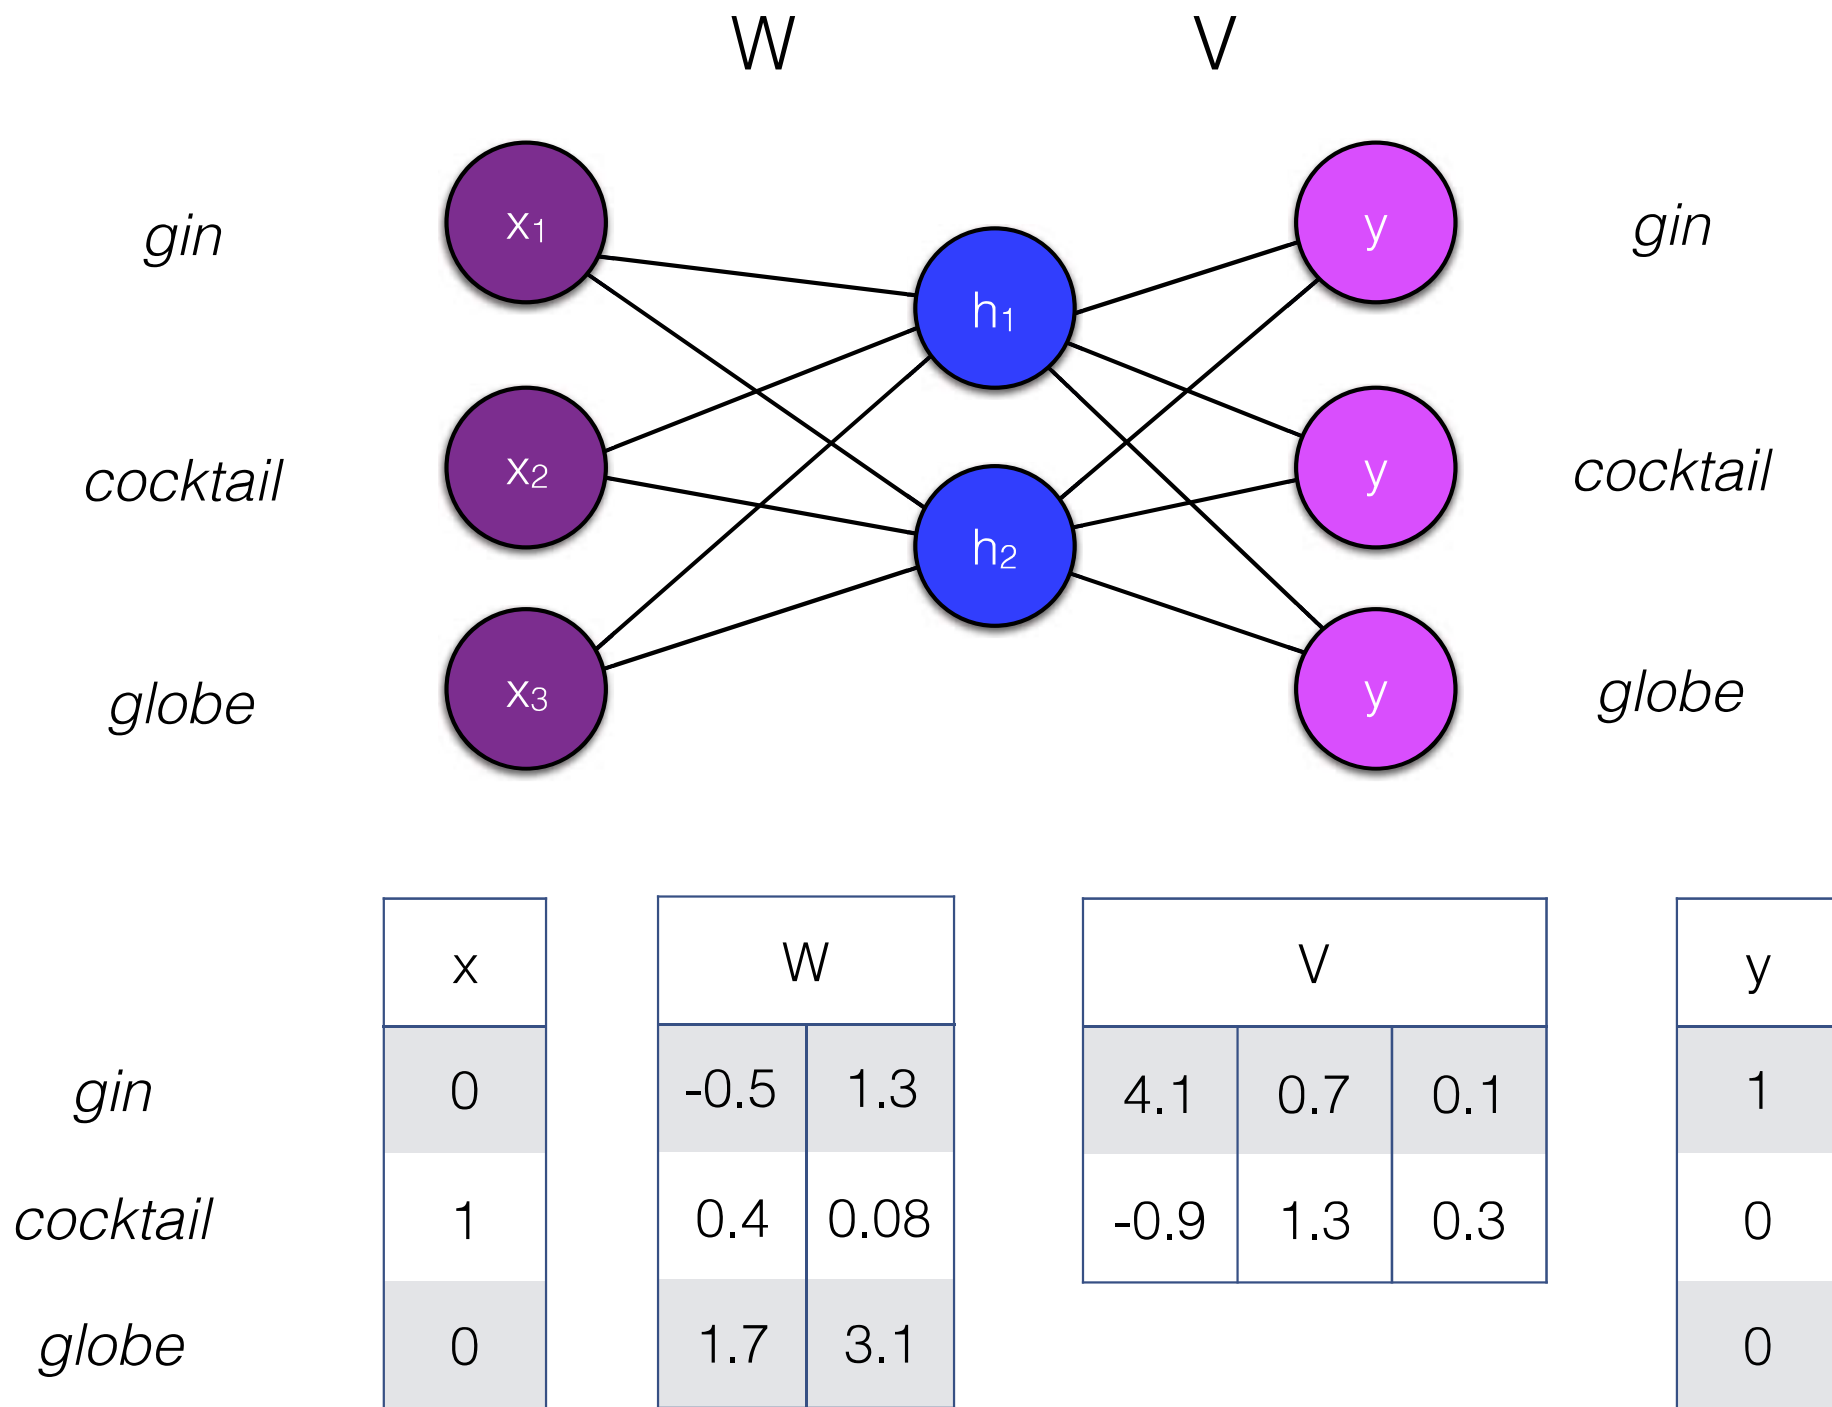 W V
gin x1 y gin
h1
cocktail x2 y cocktail
h2
globe x3 y globe
x W V y
gin 0 -0.5 1.3 4.1 0.7 0.1 1
cocktail 1 0.4 0.08 -0.9 1.3 0.3 0
globe 0 1.7 3.1 0